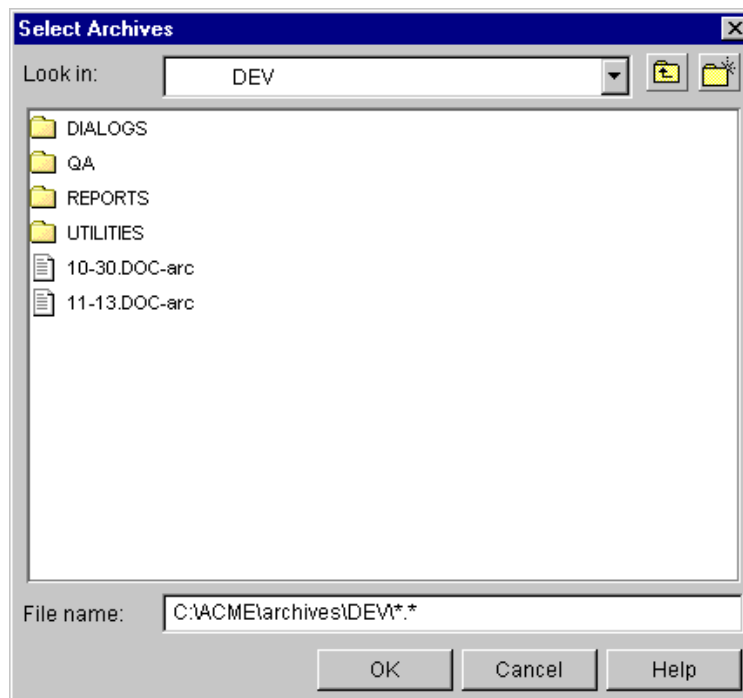 Select Archives
Look in: DEV
DIALOGS
QA
REPORTS
UTILITIES
10-30.DOC-arc
11-13.DOC-arc
File name: C:\ACME\archives\DEV\*.*
OK Cancel Help